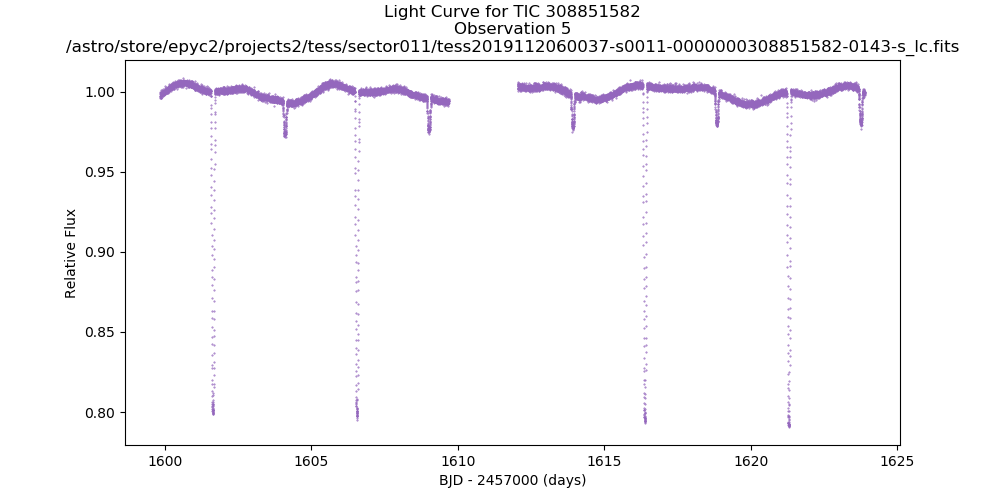 Light Curve for TIC 308851582
Observation 5
/astro/store/epyc2/projects2/tess/sector011/tess2019112060037-s0011-0000000308851582-0143-s_lc.fits
1.00
0.95
0.90
0.85
0.80
Relative Flux
1600
1605
1610
1615
1620
1625
BJD - 2457000 (days)